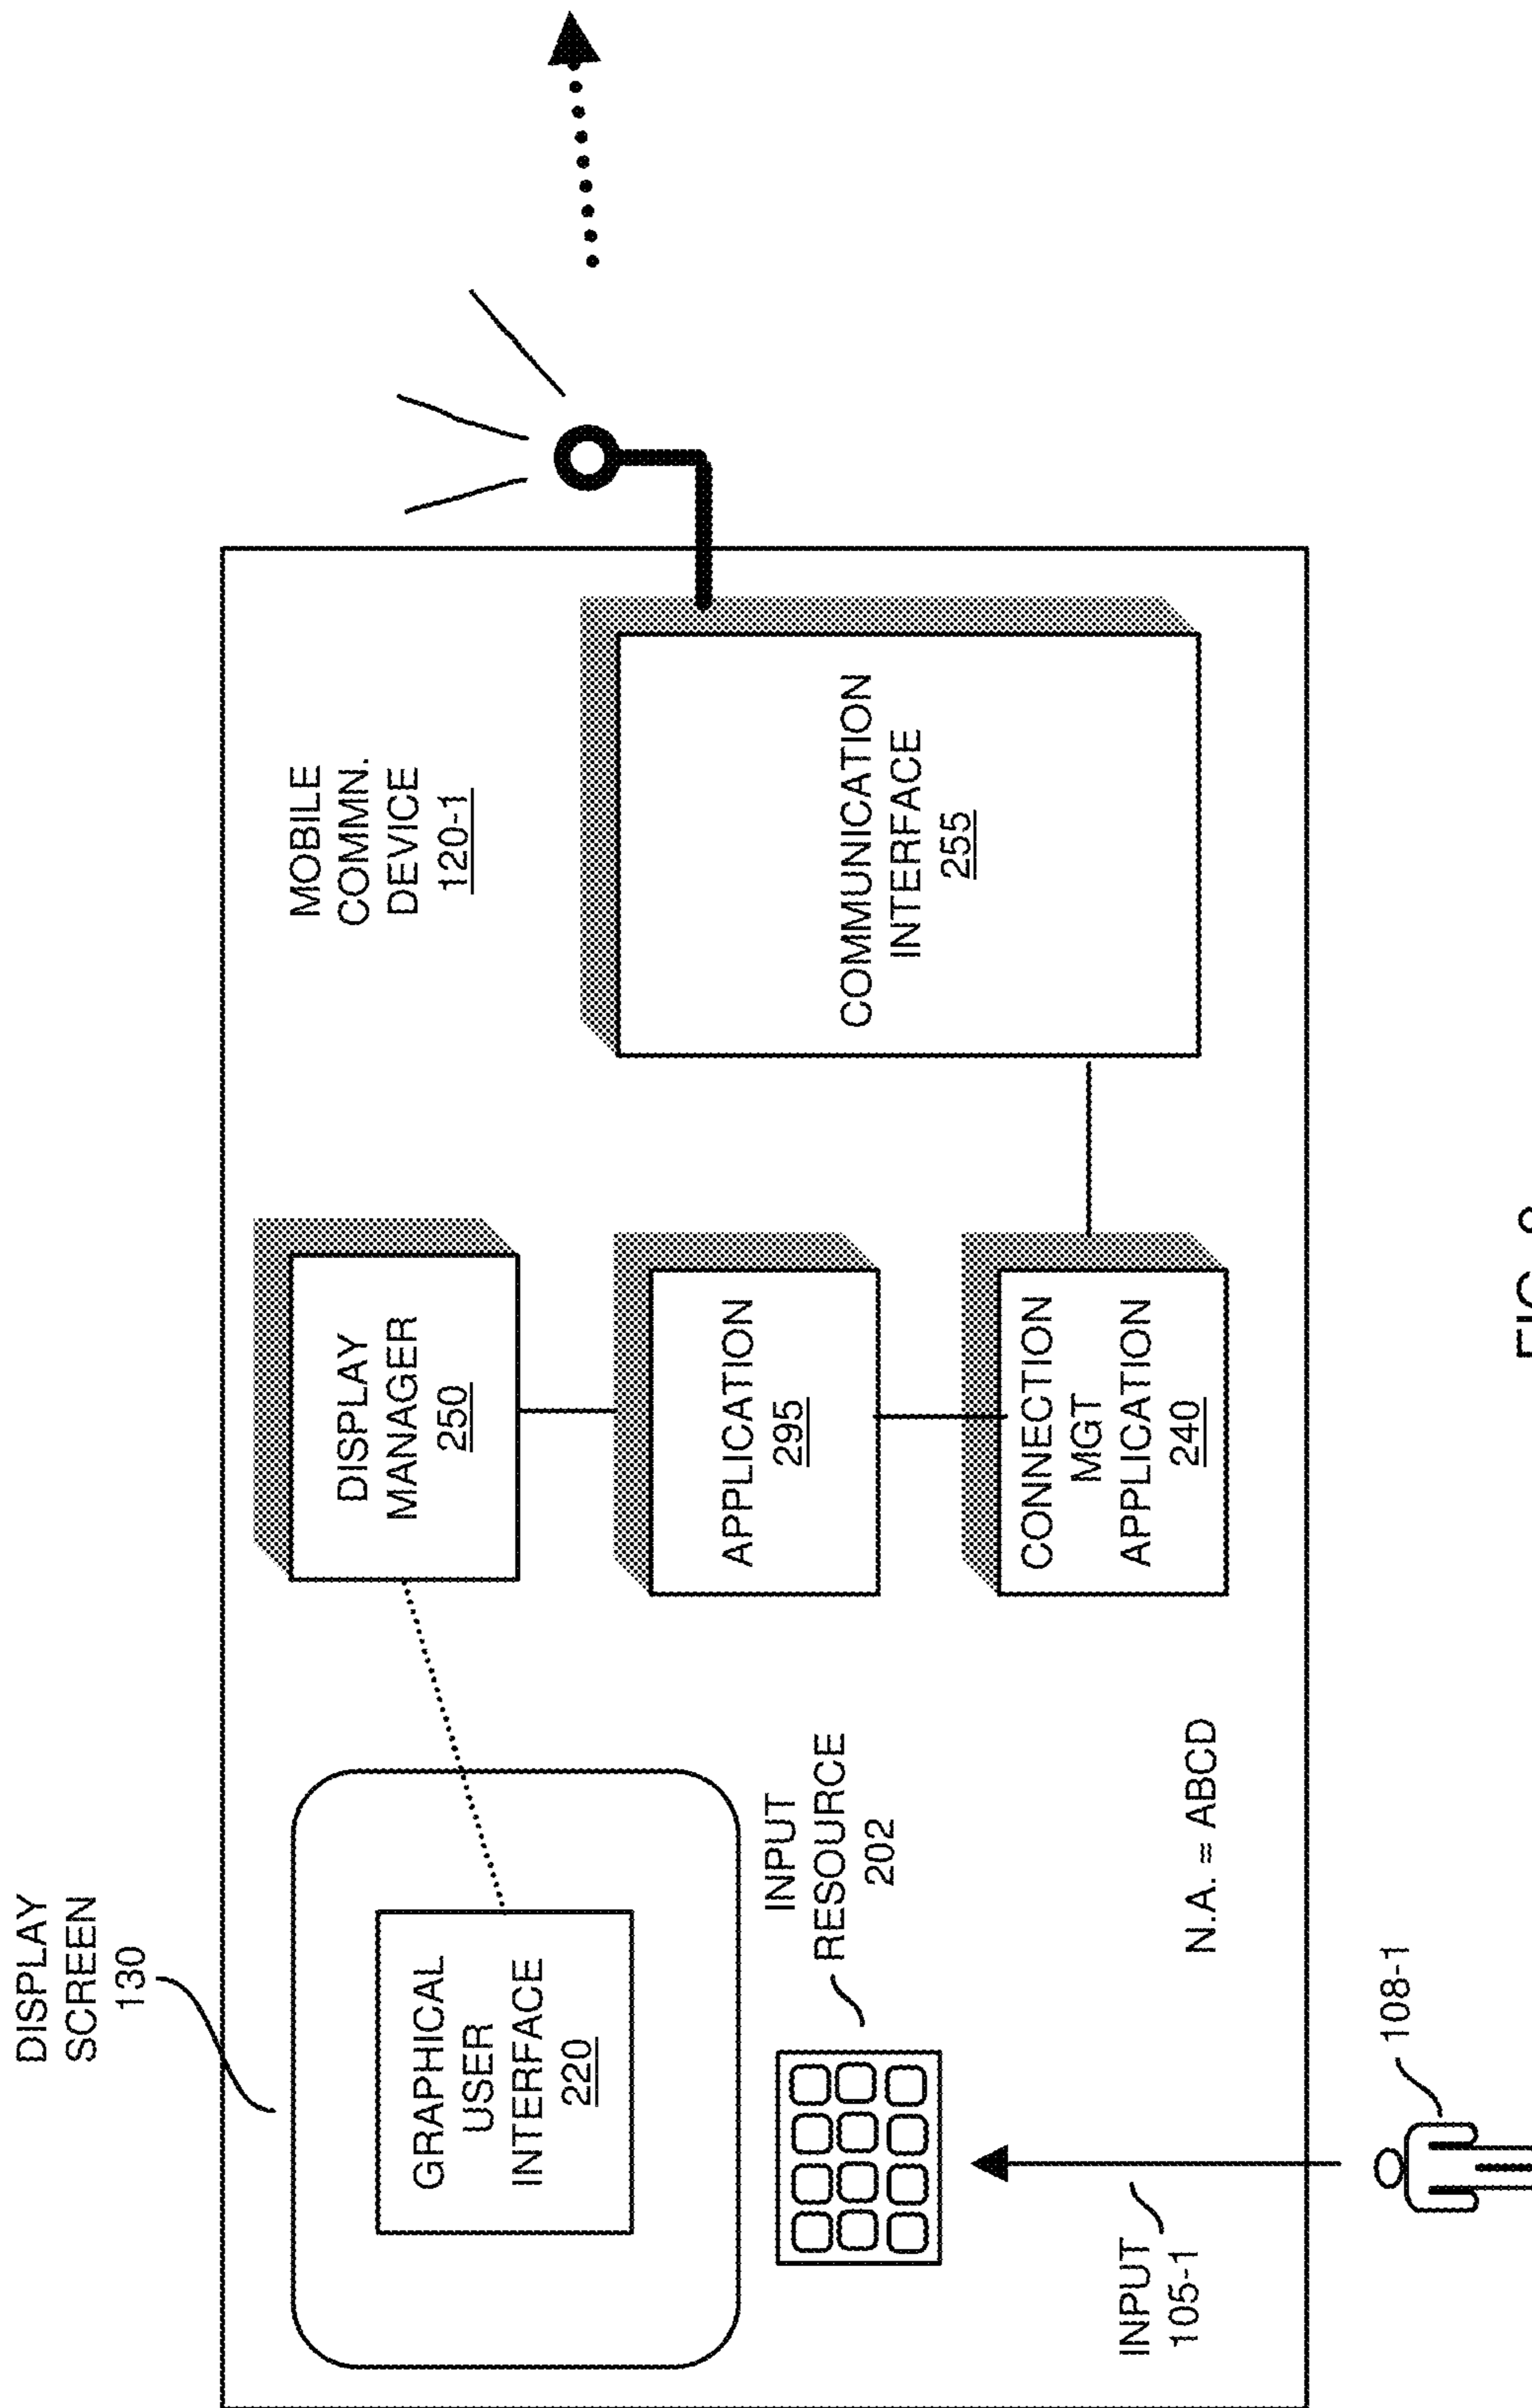 DISPLAY
SCREEN
130
GRAPHICAL
USER
INTERFACE
220
DISPLAY
MANAGER
250
MOBILE
COMMN.
DEVICE
120-1
INPUT
RESOURCE
202
APPLICATION
295
COMMUNICATION
INTERFACE
255
CONNECTION
MGT
APPLICATION
240
INPUT
105-1
N.A. = ABCD
108-1
FIG.